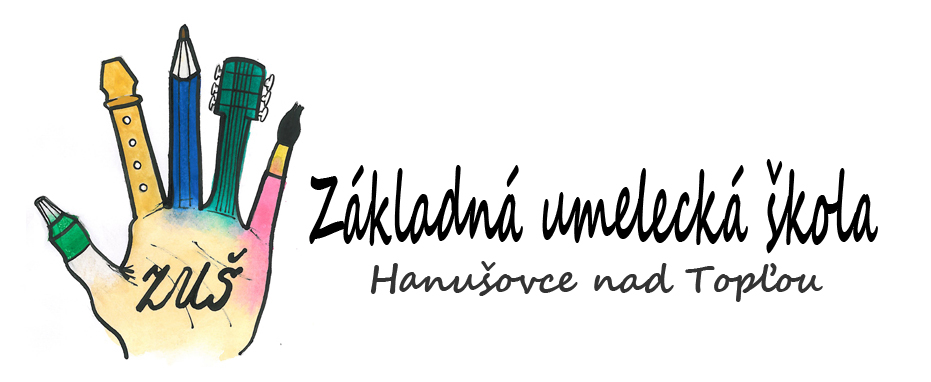 ZUŠ
Základná umelecká škola
Hanušovce nad Topľou